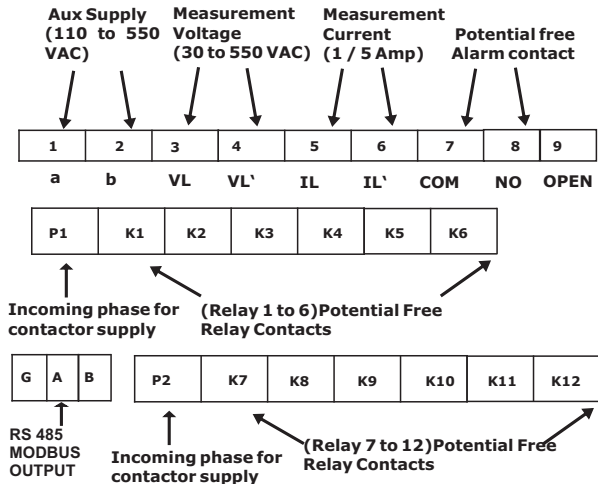 Aux Supply
(110 to 550
VAC)
Measurement
Voltage
(30 to 550 VAC)
Measurement
Current
(1 / 5 Amp)
Potential free
Alarm contact
1 2 3 4 5 6 7 8 9
a b VL VL' IL IL' COM NO OPEN
P1 K1 K2 K3 K4 K5 K6
Incoming phase for
contactor supply
(Relay 1 to 6)Potential Free
Relay Contacts
G A B
P2 K7 K8 K9 K10 K11 K12
RS 485
MODBUS
OUTPUT
Incoming phase for
contactor supply
(Relay 7 to 12)Potential Free
Relay Contacts